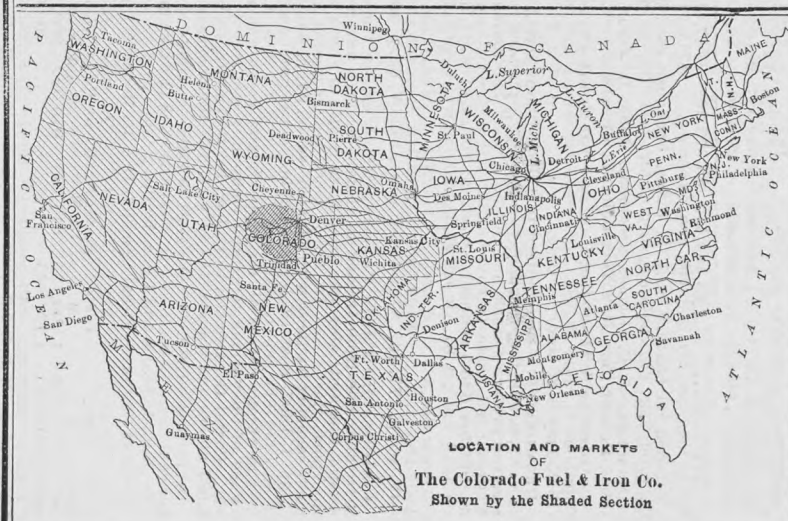 DOMINION OF CANADA
PACIFIC OCEAN
ATLANTIC OCEAN
MEXICO
Winnipeg
Tacoma
WASHINGTON
MONTANA
NORTH
DAKOTA
Duluth
L. Superior
MAINE
Portland
Helena
Butte
Bismarck
MINNESOTA
L. Huron
VT.
N.H.
Boston
OREGON
IDAHO
Deadwood
Pierre
SOUTH
DAKOTA
St. Paul
WISCONSIN
Milwaukee
L. Mich.
MICHIGAN
L. Ont.
Buffalo
NEW YORK
MASS
CONN.
WYOMING
Chicago
Detroit
L. Erie
Cleveland
PENN.
N.J.
New York
Philadelphia
CALIFORNIA
NEVADA
Salt Lake City
Cheyenne
NEBRASKA
Omaha
IOWA
Des Moines
Indianapolis
OHIO
Pittsburg
MD.
UTAH
Denver
ILLINOIS
INDIANA
Cincinnati
WEST
VA.
Washington
Springfield
Richmond
San
Francisco
COLORADO
Pueblo
Trinidad
KANSAS
Kansas City
Wichita
St. Louis
MISSOURI
Louisville
KENTUCKY
VIRGINIA
Santa Fe
NORTH CAR.
Los Angeles
ARIZONA
NEW
MEXICO
OKLAHOMA
IND. TER.
TENNESSEE
Memphis
SOUTH
CAROLINA
San Diego
Tucson
Denison
ARKANSAS
MISSISSIPPI
ALABAMA
Atlanta
GEORGIA
Charleston
Savannah
El Paso
Ft. Worth
Dallas
TEXAS
LOUISIANA
Montgomery
Mobile
FLORIDA
New Orleans
San Antonio
Houston
Galveston
Guaymas
Corpus Christi
LOCATION AND MARKETS
OF
The Colorado Fuel & Iron Co.
Shown by the Shaded Section